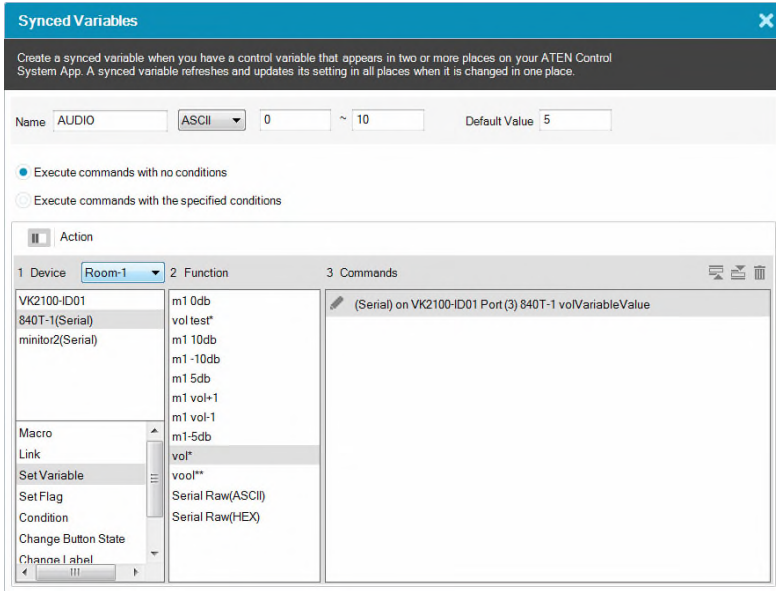 Synced Variables
Create a synced variable when you have a control variable that appears in two or more places on your ATEN Control
System App. A synced variable refreshes and updates its setting in all places when it is changed in one place.
Name AUDIO ASCII 0 ~ 10 Default Value 5
Execute commands with no conditions
Execute commands with the specified conditions
Action
1 Device Room-1 2 Function 3 Commands
VK2100-ID01
840T-1(Serial)
minitor2(Serial)
Macro
Link
Set Variable
Set Flag
Condition
Change Button State
Change Label
m1 0db
vol test*
m1 10db
m1 -10db
m1 5db
m1 vol+1
m1 vol-1
m1-5db
vol*
vool**
Serial Raw(ASCII)
Serial Raw(HEX)
(Serial) on VK2100-ID01 Port (3) 840T-1 volVariableValue